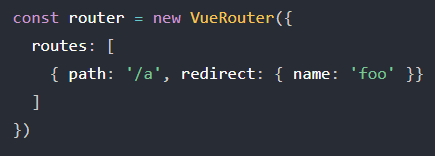 const router = new VueRouter({
  routes: [
    { path: '/a', redirect: { name: 'foo' }}
  ]
})